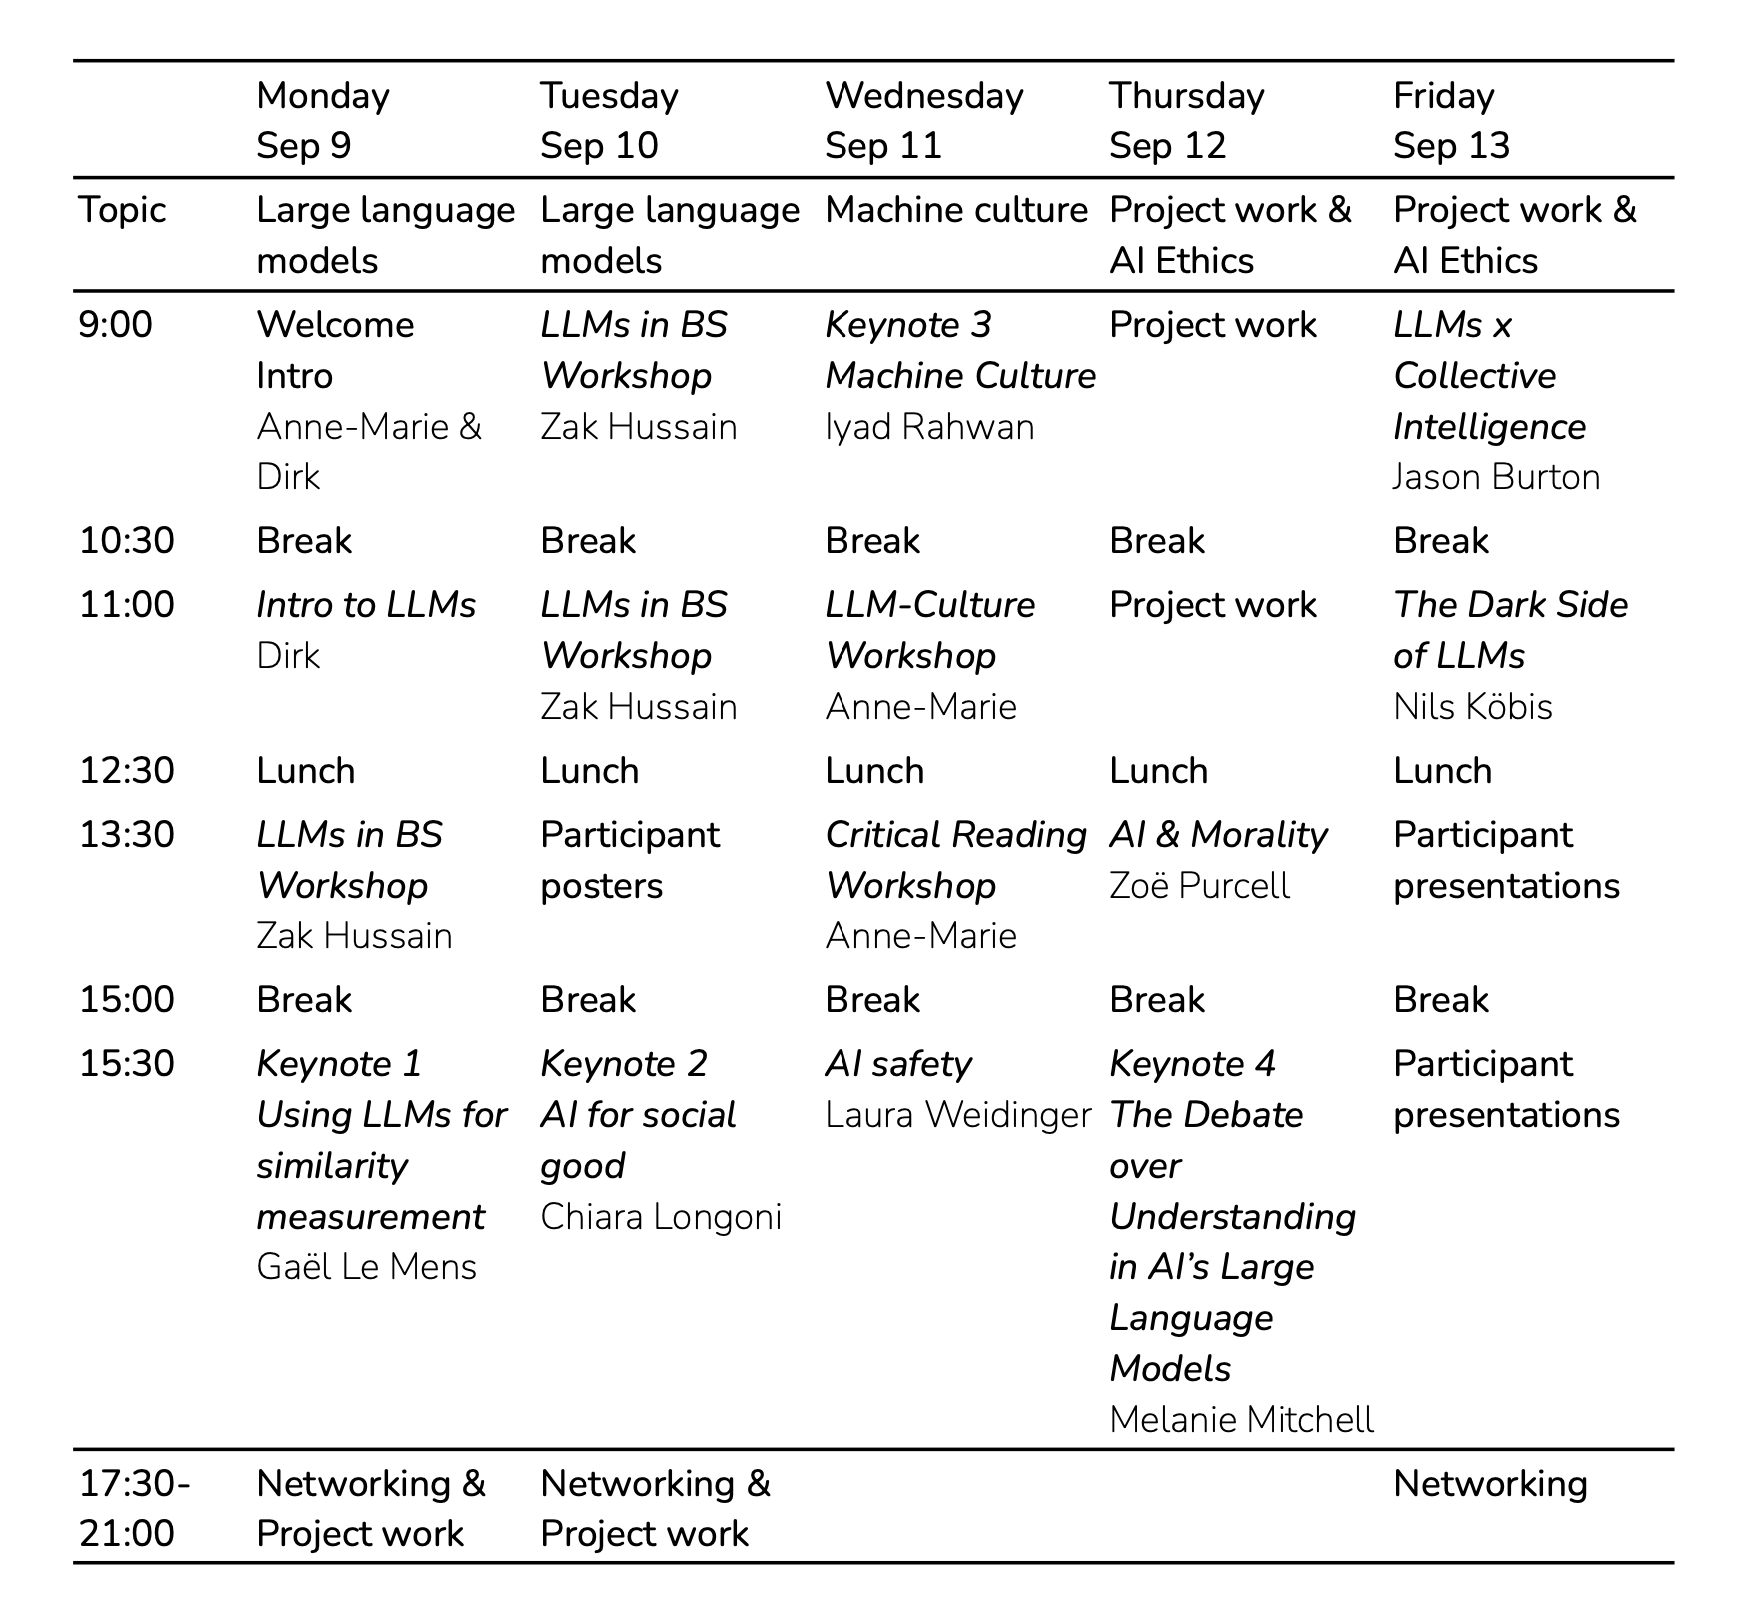 Monday Tuesday Wednesday Thursday Friday
Sep 9 Sep 10 Sep 11 Sep 12 Sep 13
Topic Large language Large language Machine culture Project work & Project work &
models models AI Ethics AI Ethics
9:00 Welcome LLMs in BS Keynote 3 Project work LLMs x
Intro Workshop Machine Culture Collective
Anne-Marie & Zak Hussain Iyad Rahwan Intelligence
Dirk Jason Burton
10:30 Break Break Break Break Break
11:00 Intro to LLMs LLMs in BS LLM-Culture Project work The Dark Side
Dirk Workshop Workshop of LLMs
Zak Hussain Anne-Marie Nils Köbis
12:30 Lunch Lunch Lunch Lunch Lunch
13:30 LLMs in BS Participant Critical Reading AI & Morality Participant
Workshop posters Workshop Zoë Purcell presentations
Zak Hussain Anne-Marie
15:00 Break Break Break Break Break
15:30 Keynote 1 Keynote 2 AI safety Keynote 4 Participant
Using LLMs for AI for social Laura Weidinger The Debate presentations
similarity good over
measurement Chiara Longoni Understanding
Gaël Le Mens in AI’s Large
Language
Models
Melanie Mitchell
17:30- Networking & Networking & Networking
21:00 Project work Project work